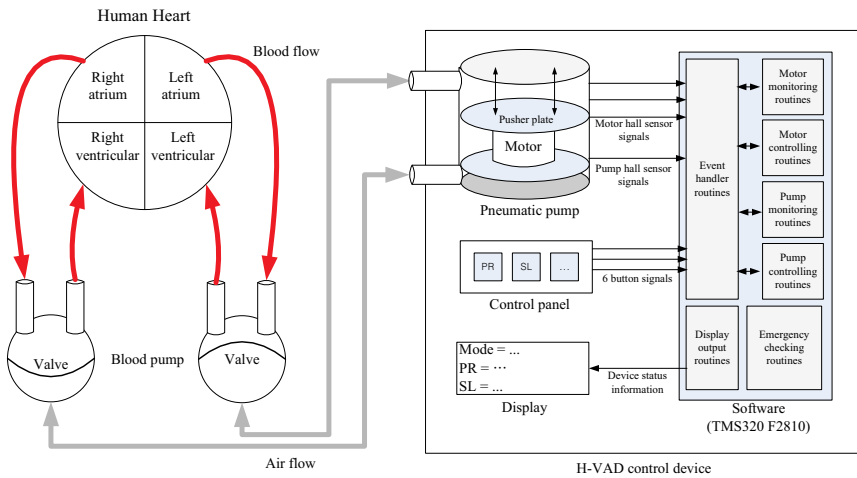 Human Heart
Blood flow
Right
atrium
Left
atrium
Right
ventricular
Left
ventricular
Valve
Blood pump
Valve
Air flow
Pusher plate
Motor
Pneumatic pump
Motor hall sensor
signals
Pump hall sensor
signals
PR
SL
...
Control panel
6 button signals
Mode = ...
PR = ⋯
SL = ...
Display
Device status
information
Event
handler
routines
Motor
monitoring
routines
Motor
controlling
routines
Pump
monitoring
routines
Pump
controlling
routines
Display
output
routines
Emergency
checking
routines
Software
(TMS320 F2810)
H-VAD control device